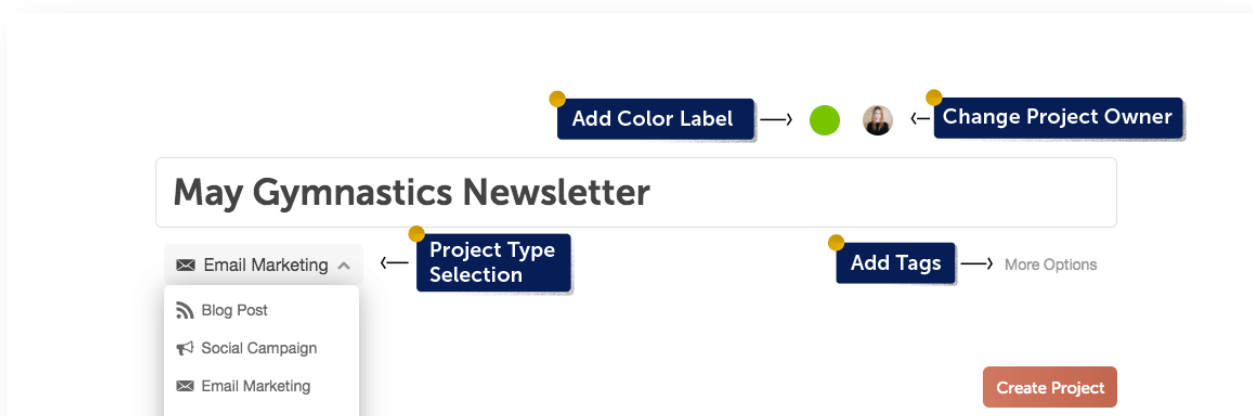 Add Color Label
Change Project Owner
May Gymnastics Newsletter
Email Marketing
Project Type
Selection
Add Tags
More Options
Blog Post
Social Campaign
Email Marketing
Create Project